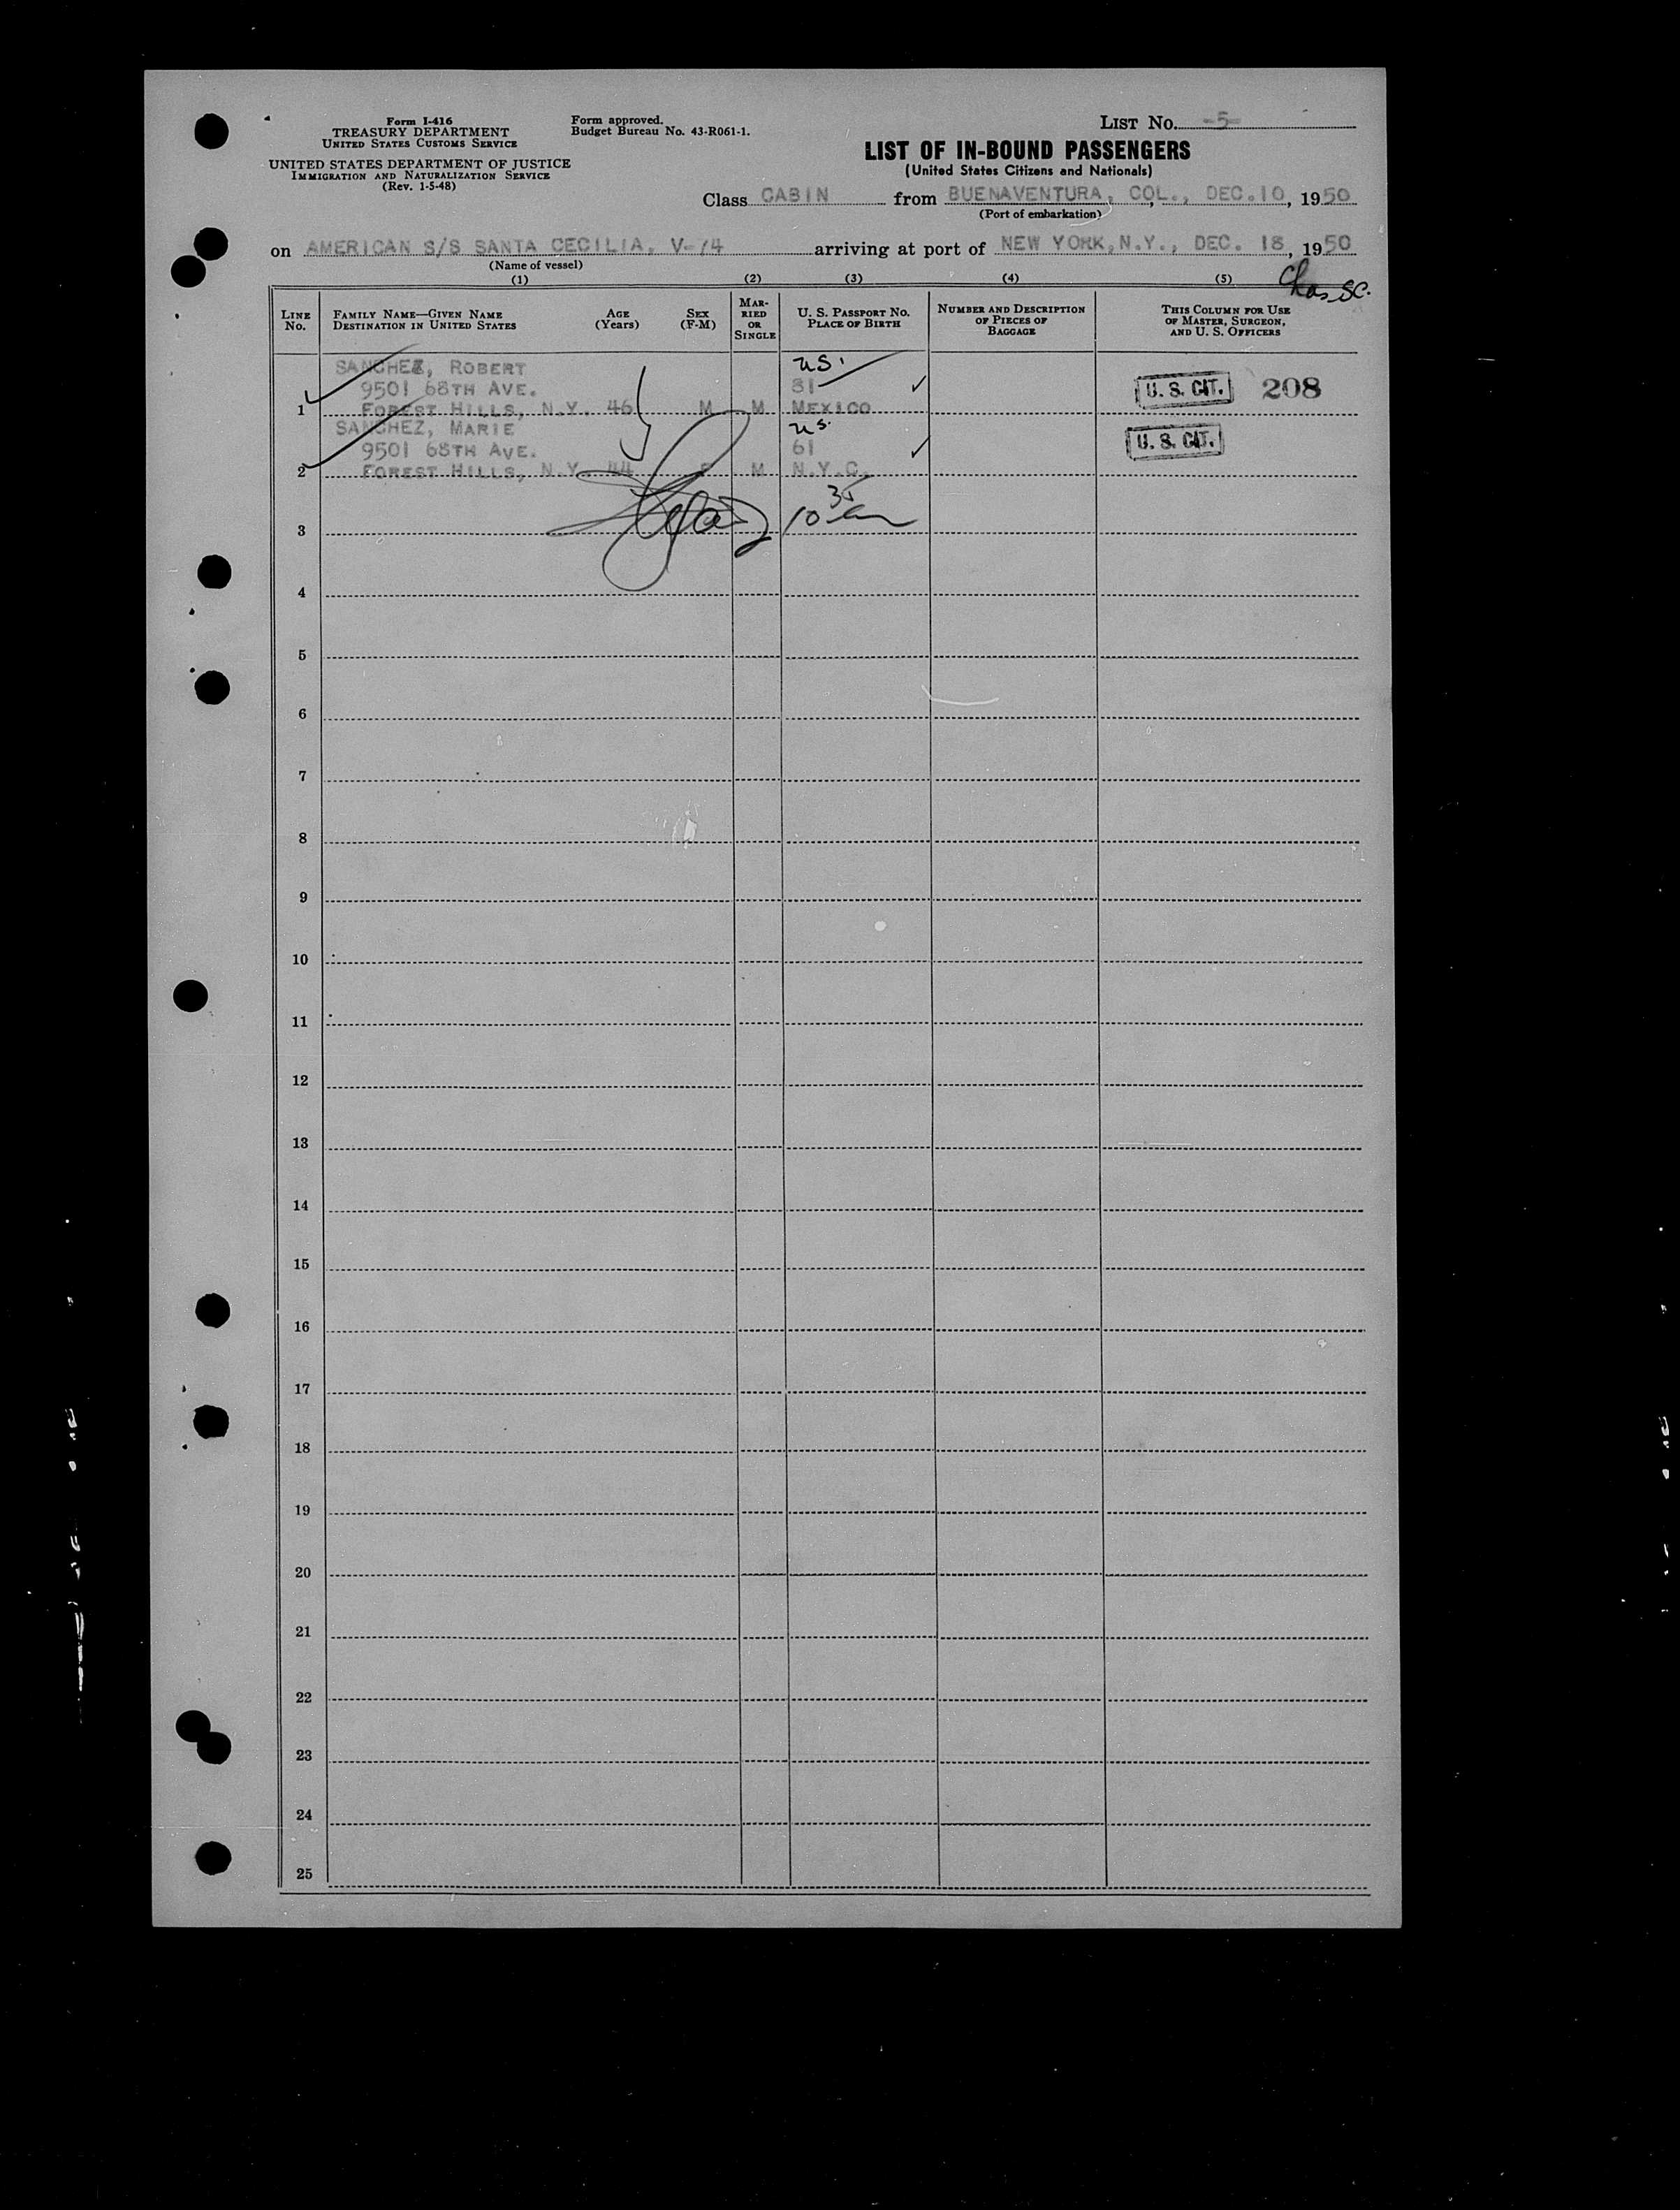 Form I-416
TREASURY DEPARTMENT
UNITED STATES CUSTOMS SERVICE
UNITED STATES DEPARTMENT OF JUSTICE
IMMIGRATION AND NATURALIZATION SERVICE
(Rev. 1-5-48)
Form approved.
Budget Bureau No. 43-R061-1.
LIST No. -5-
LIST OF IN-BOUND PASSENGERS
(United States Citizens and Nationals)
Class CABIN from BUENAVENTURA, COL., DEC.10, 1950
(Port of embarkation)
on AMERICAN S/S SANTA CECILIA, V-74 arriving at port of NEW YORK, N.Y., DEC. 18, 1950
(Name of vessel)
Chas SC.
(1) (2) (3) (4) (5)
LINE No. FAMILY NAME—GIVEN NAME DESTINATION IN UNITED STATES AGE (Years) SEX (F-M) MARRIED OR SINGLE U. S. PASSPORT NO. PLACE OF BIRTH NUMBER AND DESCRIPTION OF PIECES OF BAGGAGE THIS COLUMN FOR USE OF MASTER, SURGEON, AND U. S. OFFICERS
SANCHEZ, ROBERT US.
9501 68TH AVE. 81 U. S. CIT. 208
1 FOREST HILLS, N.Y. 46 M M MEXICO
SANCHEZ, MARIE US.
9501 68TH AVE. 61 U. S. CIT.
2 FOREST HILLS, N.Y. 44 F M N.Y.C.
3 10 35
4
5
6
7
8
9
10
11
12
13
14
15
16
17
18
19
20
21
22
23
24
25